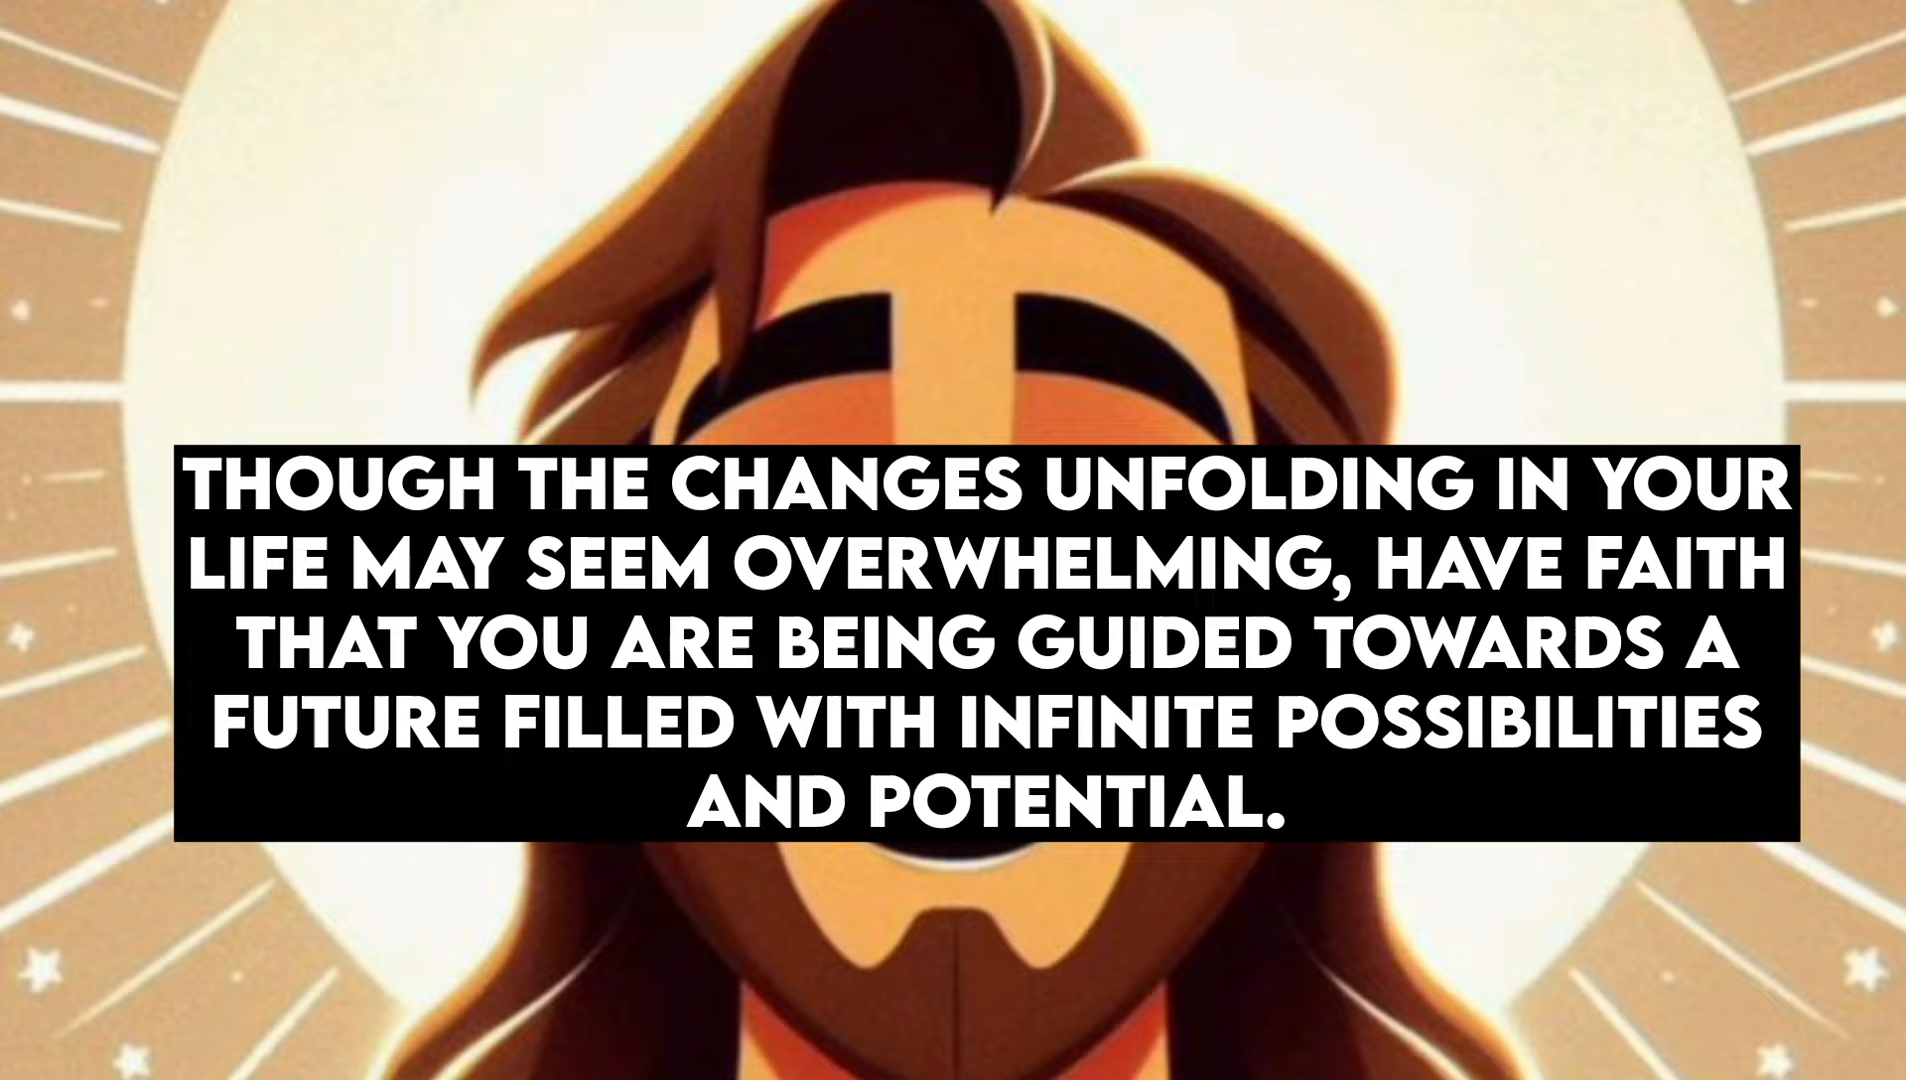 THOUGH THE CHANGES UNFOLDING IN YOUR
LIFE MAY SEEM OVERWHELMING, HAVE FAITH
THAT YOU ARE BEING GUIDED TOWARDS A
FUTURE FILLED WITH INFINITE POSSIBILITIES
AND POTENTIAL.